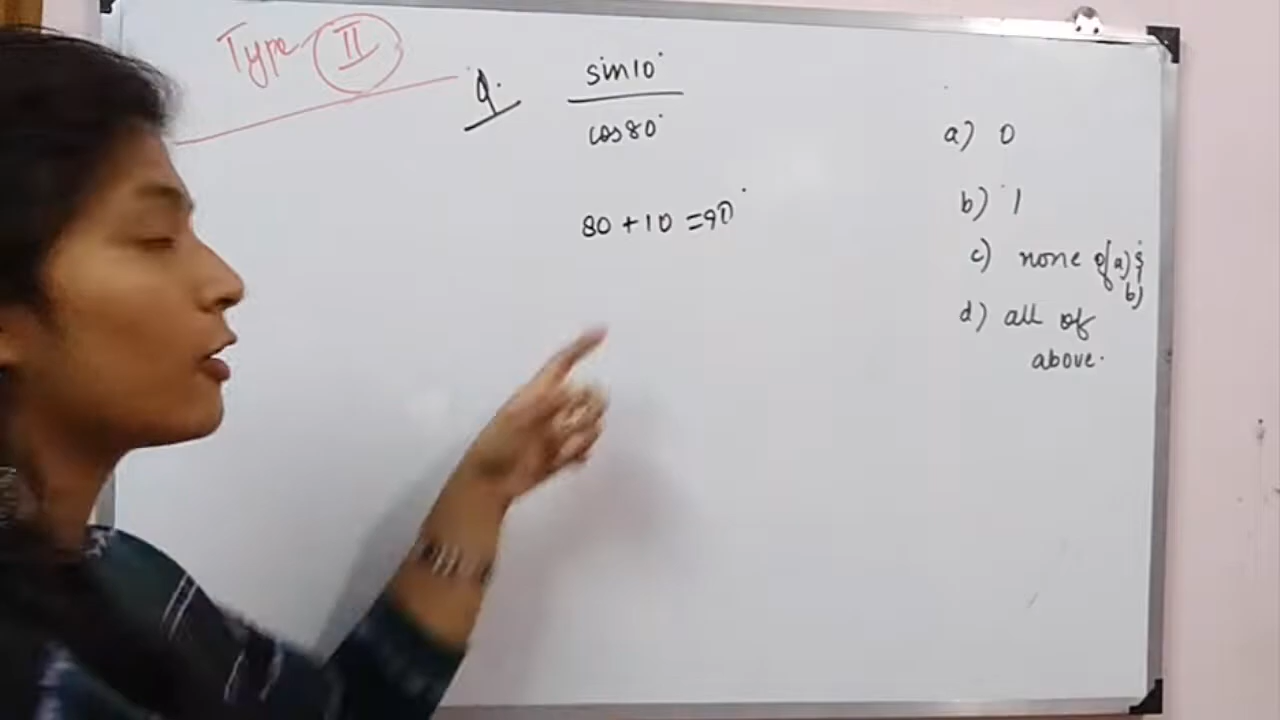 Type - II
Q. sin10°
cos80°
80 + 10 = 90°
a) 0
b) 1
c) none of a) &
b)
d) all of
above.